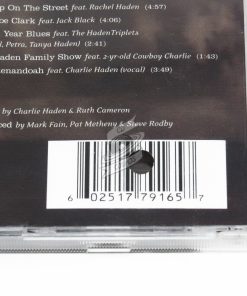 p On The Street feat. Rachel Haden (4:57)
oe Clark feat. Jack Black (4:06)
Year Blues feat. The Haden Triplets
l, Petra, Tanya Haden) (2:41)
aden Family Show feat. 2-yr-old Cowboy Charlie (1:43)
enandoah feat. Charlie Haden (vocal) (3:49)
by Charlie Haden & Ruth Cameron
ced by Mark Fain, Pat Metheny & Steve Rodby
6 02517 79165 7